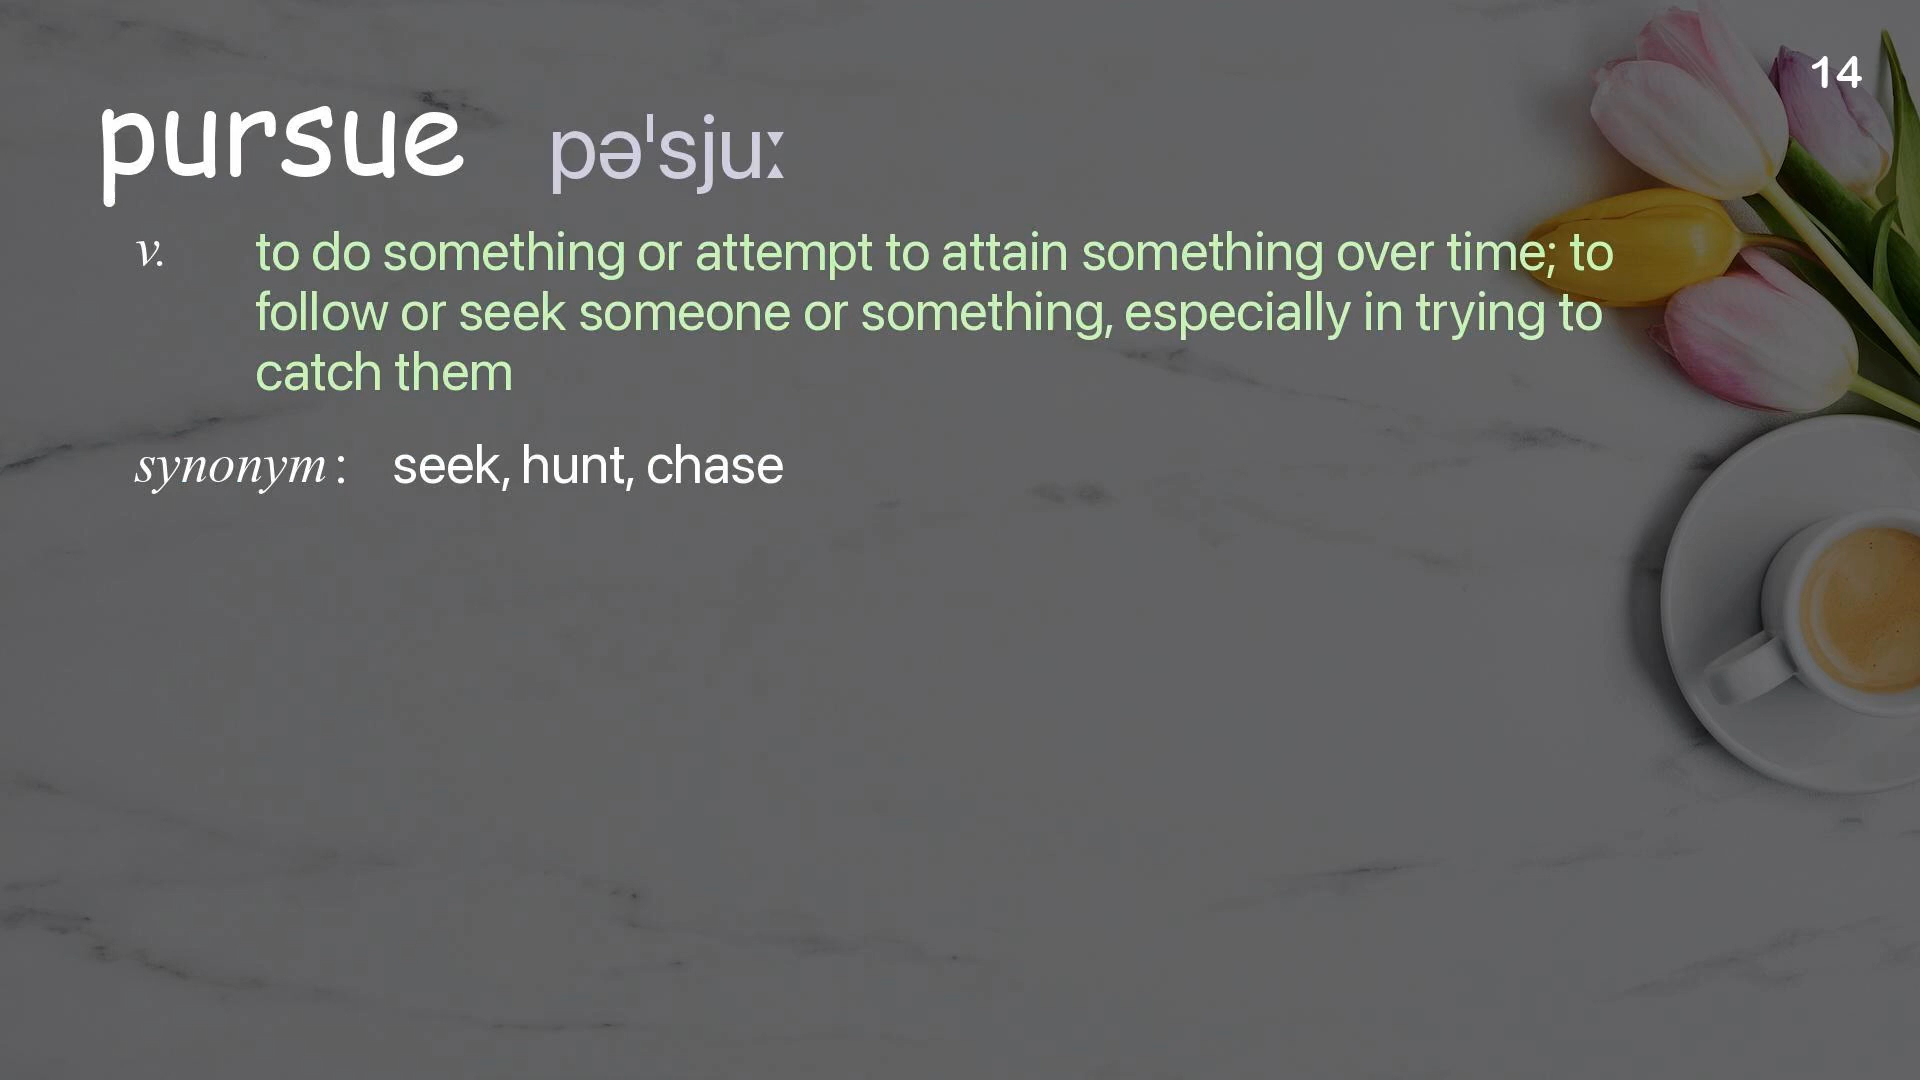 14
pursue pəˈsjuː
v. to do something or attempt to attain something over time; to
follow or seek someone or something, especially in trying to
catch them
synonym : seek, hunt, chase